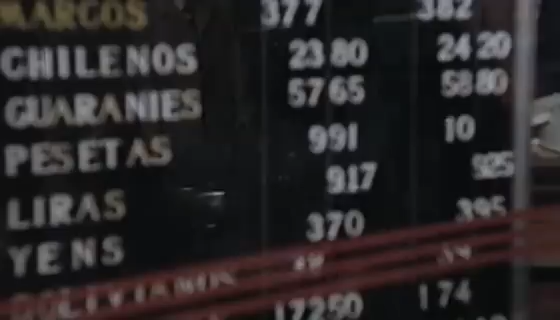 MARCOS 377 382
CHILENOS 23 80 24 20
GUARANIES 57 65 58 80
PESETAS 991 10
LIRAS 917 925
YENS 370 395
17250 174